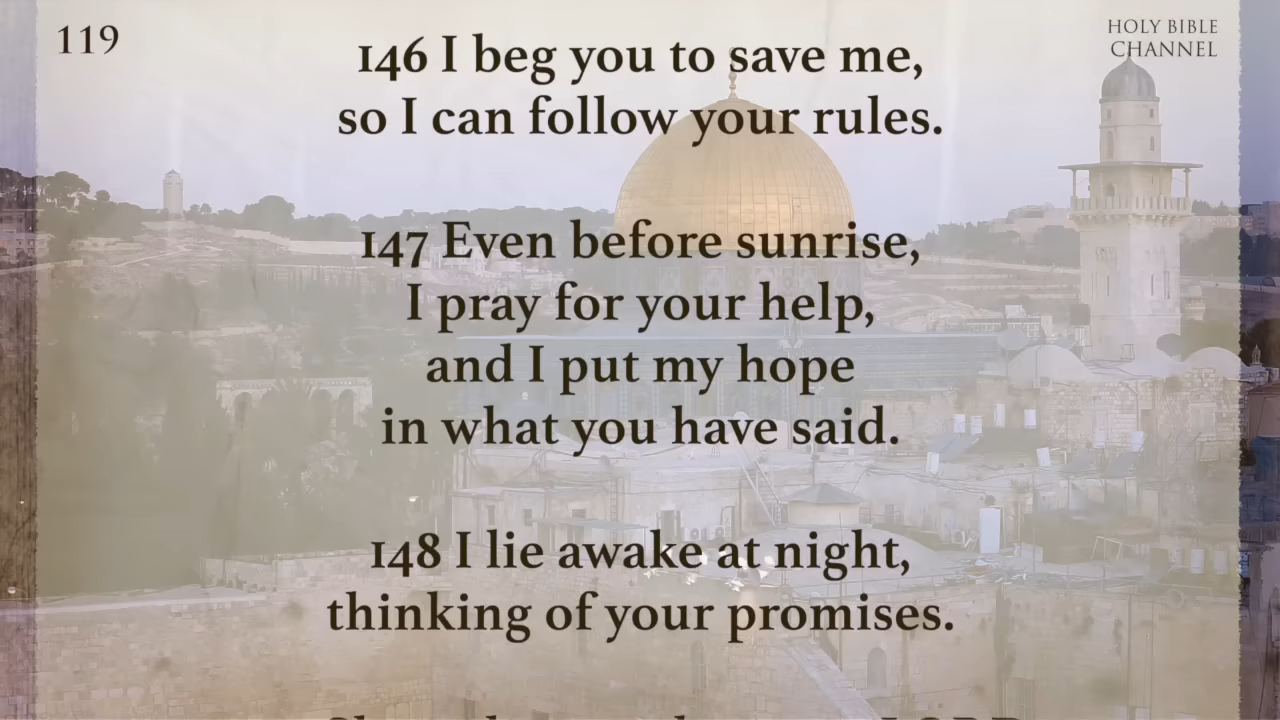 119
HOLY BIBLE
CHANNEL
146 I beg you to save me,
so I can follow your rules.
147 Even before sunrise,
I pray for your help,
and I put my hope
in what you have said.
148 I lie awake at night,
thinking of your promises.